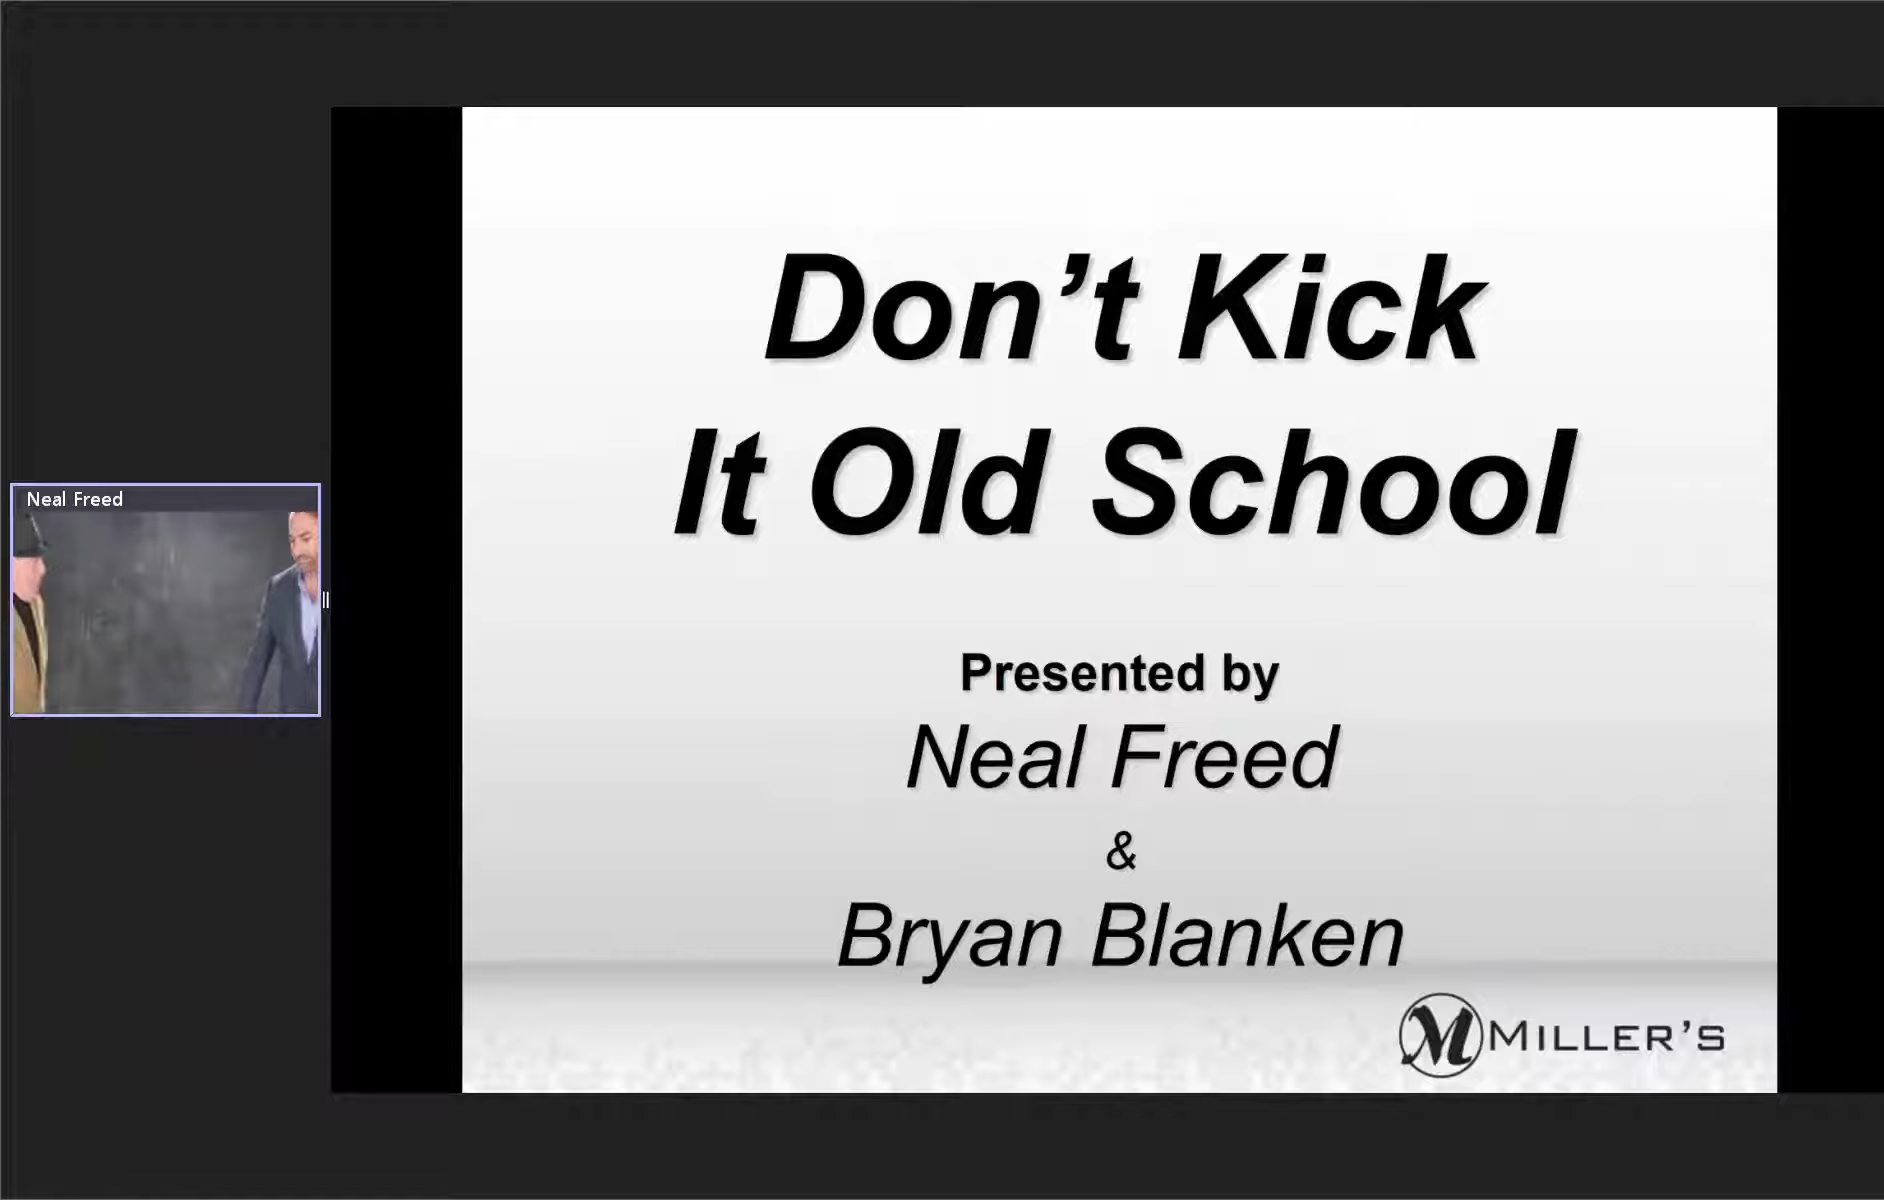 Neal Freed
Don’t Kick
It Old School
Presented by
Neal Freed
&
Bryan Blanken
M MILLER’S